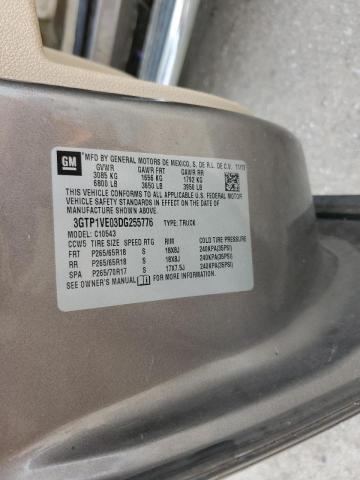 GM
MFD BY GENERAL MOTORS DE MEXICO, S. DE R.L. DE C.V. 11/12
GVWR GAWR FRT GAWR RR
3085 KG 1656 KG 1792 KG
6800 LB 3650 LB 3950 LB
THIS VEHICLE CONFORMS TO ALL APPLICABLE U.S. FEDERAL MOTOR
VEHICLE SAFETY STANDARDS IN EFFECT ON THE DATE OF
MANUFACTURE SHOWN ABOVE.
3GTP1VE03DG255776 TYPE: TRUCK
MODEL: C10543
CCWS TIRE SIZE SPEED RTG RIM COLD TIRE PRESSURE
FRT P265/65R18 S 18X8J 240KPA(35PSI)
RR P265/65R18 S 18X8J 240KPA(35PSI)
SPA P265/70R17 S 17X7.5J 240KPA(35PSI)
SEE OWNER'S MANUAL FOR MORE INFORMATION.